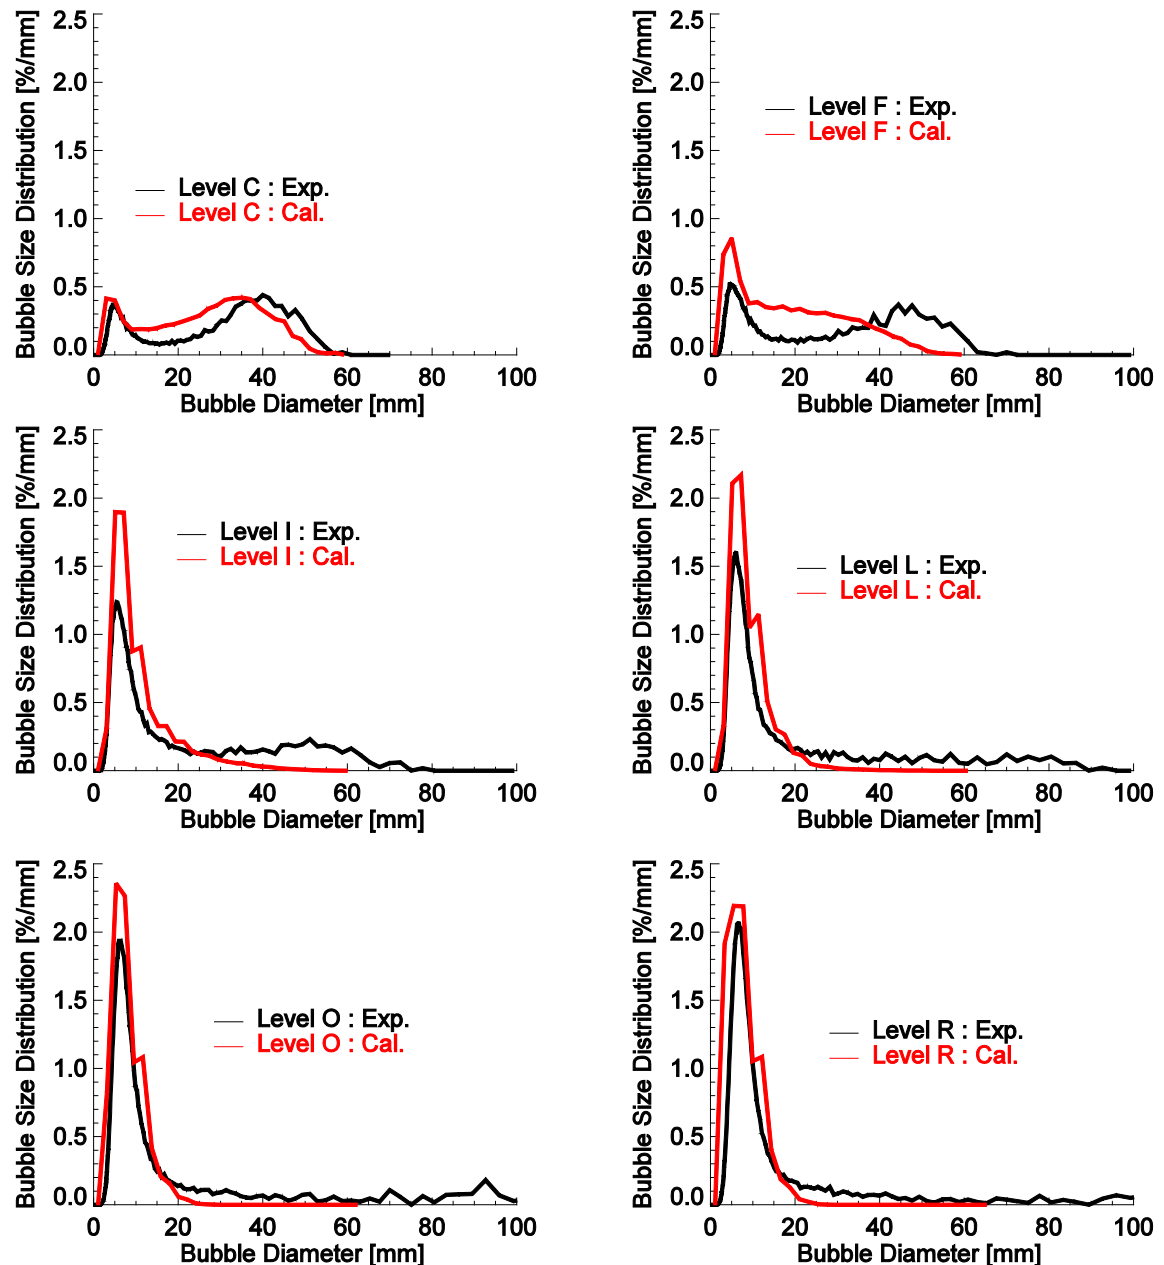 Bubble Size Distribution [%/mm]
2.5
2.0
1.5
1.0
0.5
0.0
Level C : Exp.
Level C : Cal.
0 20 40 60 80 100
Bubble Diameter [mm]
Bubble Size Distribution [%/mm]
2.5
2.0
1.5
1.0
0.5
0.0
Level F : Exp.
Level F : Cal.
0 20 40 60 80 100
Bubble Diameter [mm]
Bubble Size Distribution [%/mm]
2.5
2.0
1.5
1.0
0.5
0.0
Level I : Exp.
Level I : Cal.
0 20 40 60 80 100
Bubble Diameter [mm]
Bubble Size Distribution [%/mm]
2.5
2.0
1.5
1.0
0.5
0.0
Level L : Exp.
Level L : Cal.
0 20 40 60 80 100
Bubble Diameter [mm]
Bubble Size Distribution [%/mm]
2.5
2.0
1.5
1.0
0.5
0.0
Level O : Exp.
Level O : Cal.
0 20 40 60 80 100
Bubble Diameter [mm]
Bubble Size Distribution [%/mm]
2.5
2.0
1.5
1.0
0.5
0.0
Level R : Exp.
Level R : Cal.
0 20 40 60 80 100
Bubble Diameter [mm]